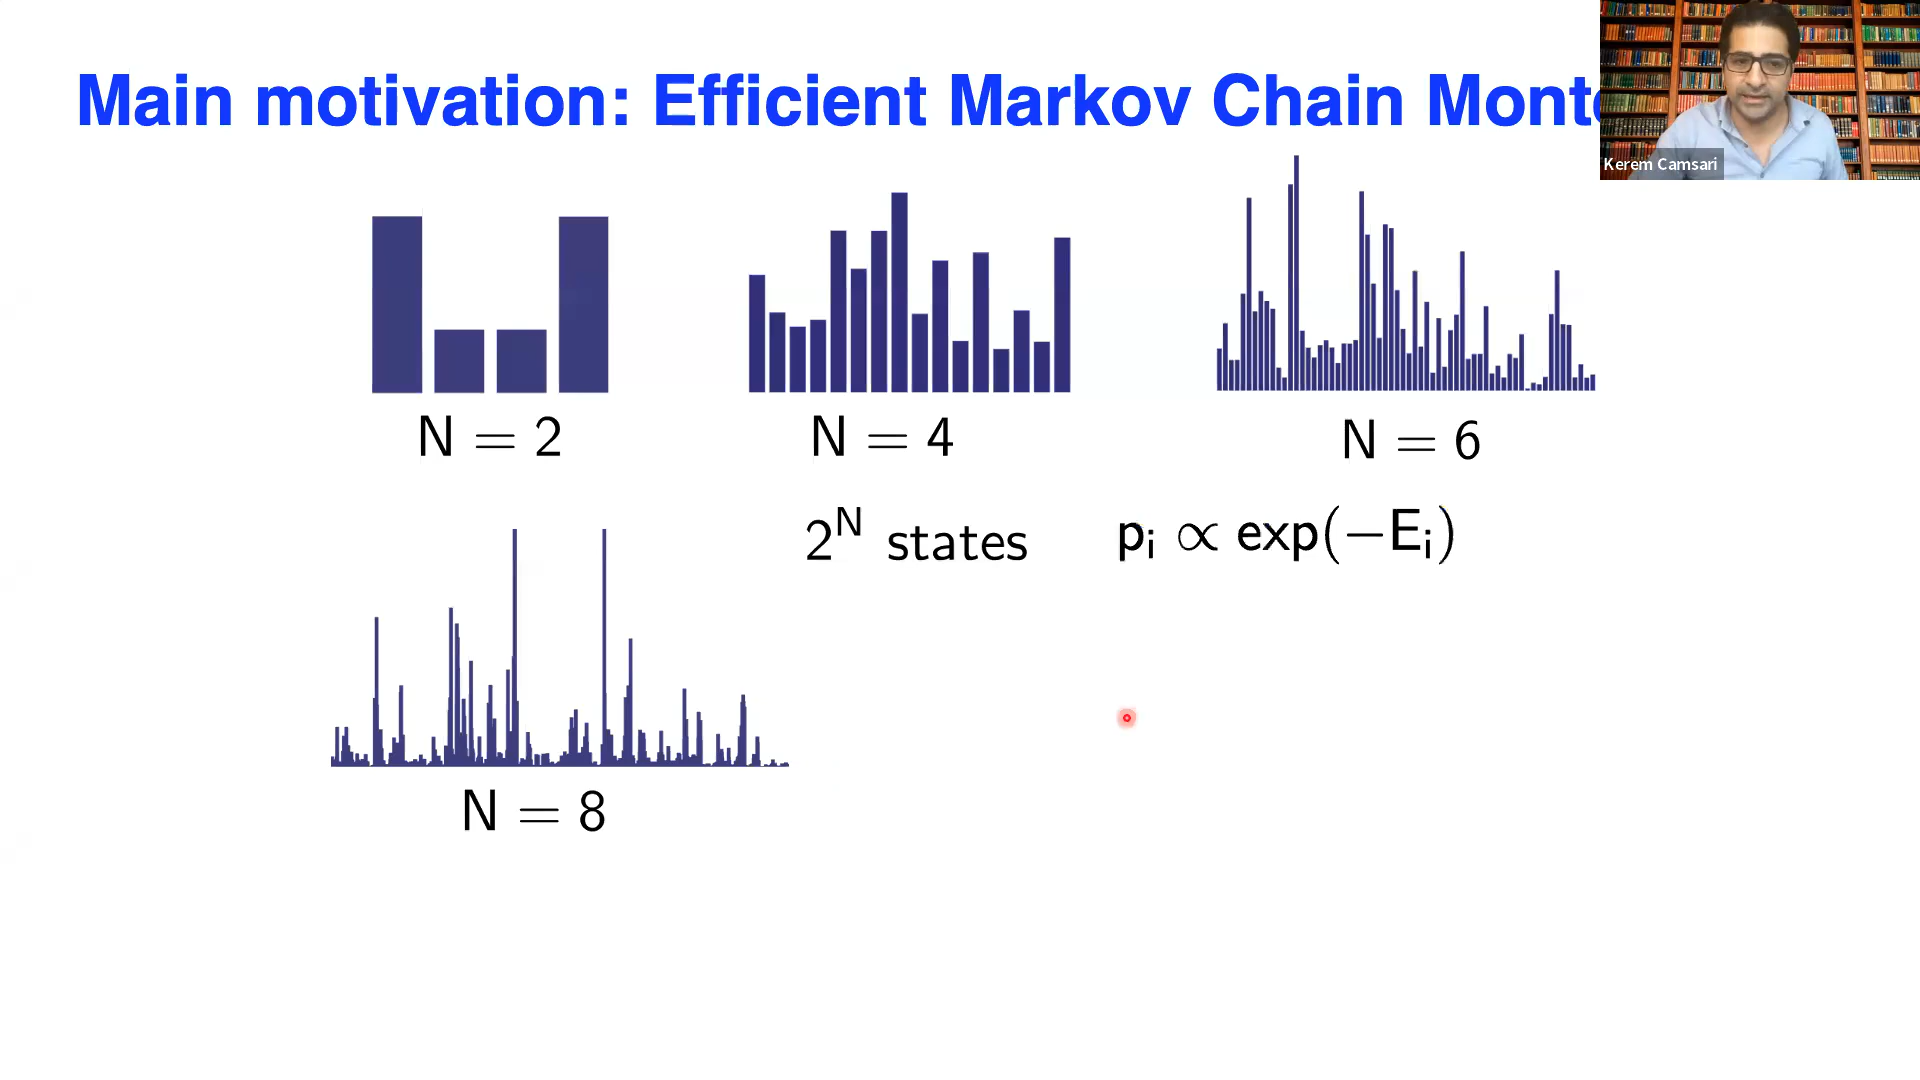 Main motivation: Efficient Markov Chain Mont
Kerem Camsari
N = 2
N = 4
N = 6
2^N states
p_i ∝ exp(−E_i)
N = 8